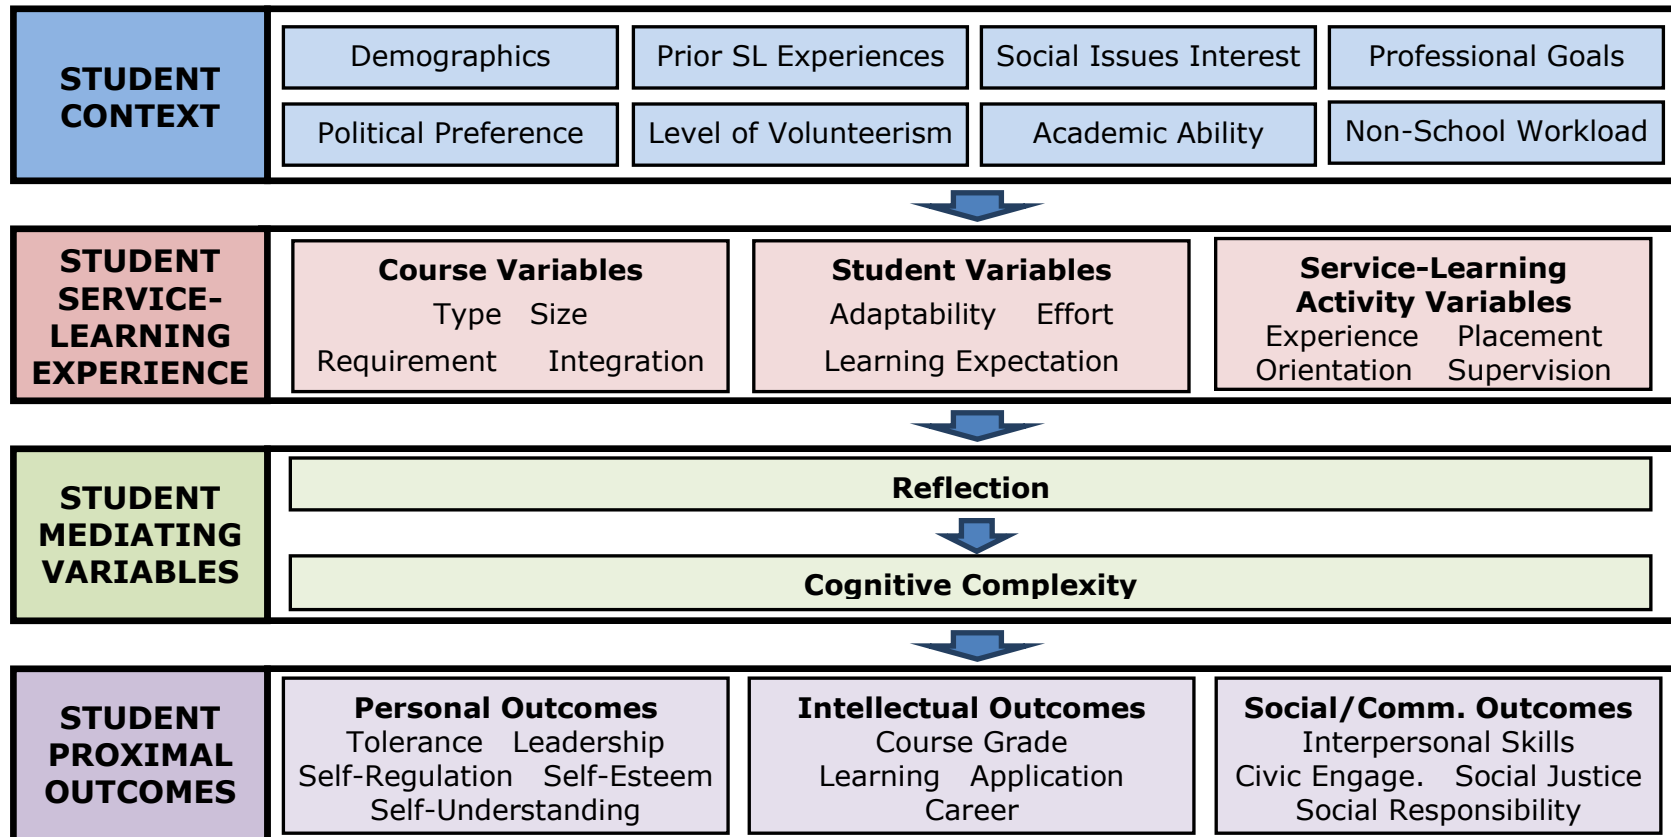 STUDENT
CONTEXT
Demographics
Prior SL Experiences
Social Issues Interest
Professional Goals
Political Preference
Level of Volunteerism
Academic Ability
Non-School Workload
STUDENT
SERVICE-
LEARNING
EXPERIENCE
Course Variables
Type Size
Requirement Integration
Student Variables
Adaptability Effort
Learning Expectation
Service-Learning
Activity Variables
Experience Placement
Orientation Supervision
STUDENT
MEDIATING
VARIABLES
Reflection
Cognitive Complexity
STUDENT
PROXIMAL
OUTCOMES
Personal Outcomes
Tolerance Leadership
Self-Regulation Self-Esteem
Self-Understanding
Intellectual Outcomes
Course Grade
Learning Application
Career
Social/Comm. Outcomes
Interpersonal Skills
Civic Engage. Social Justice
Social Responsibility